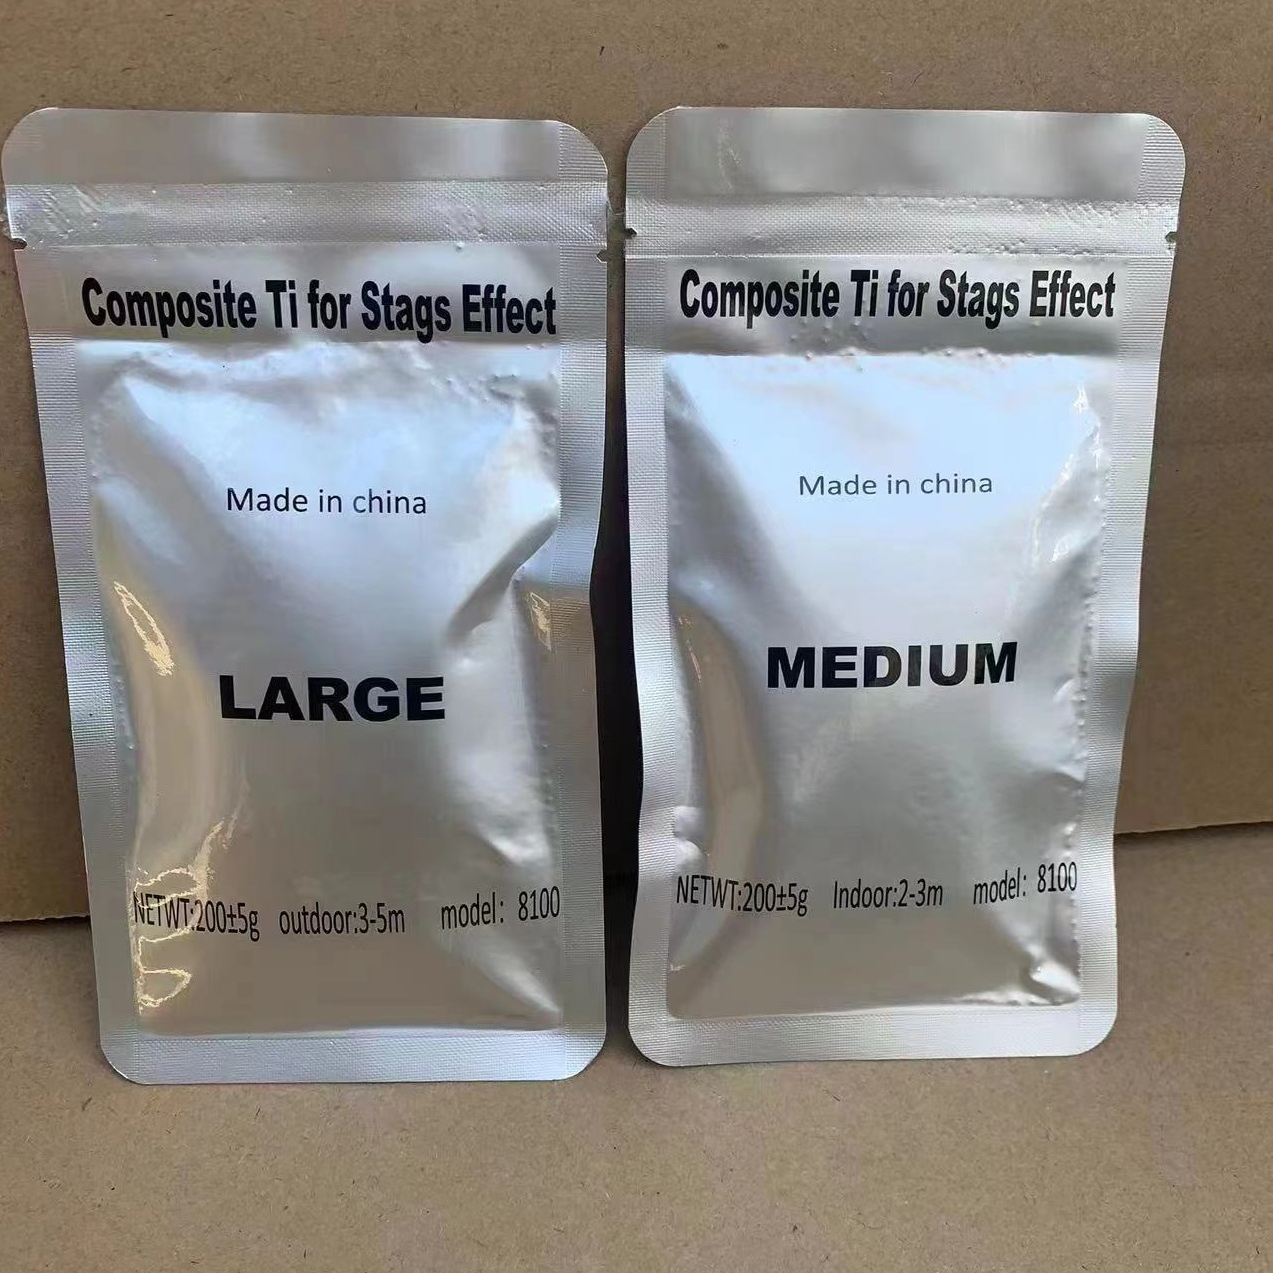 Composite Ti for Stags Effect
Made in china
LARGE
NETWT:200±5g outdoor:3-5m model: 8100
Composite Ti for Stags Effect
Made in china
MEDIUM
NETWT:200±5g Indoor:2-3m model: 8100